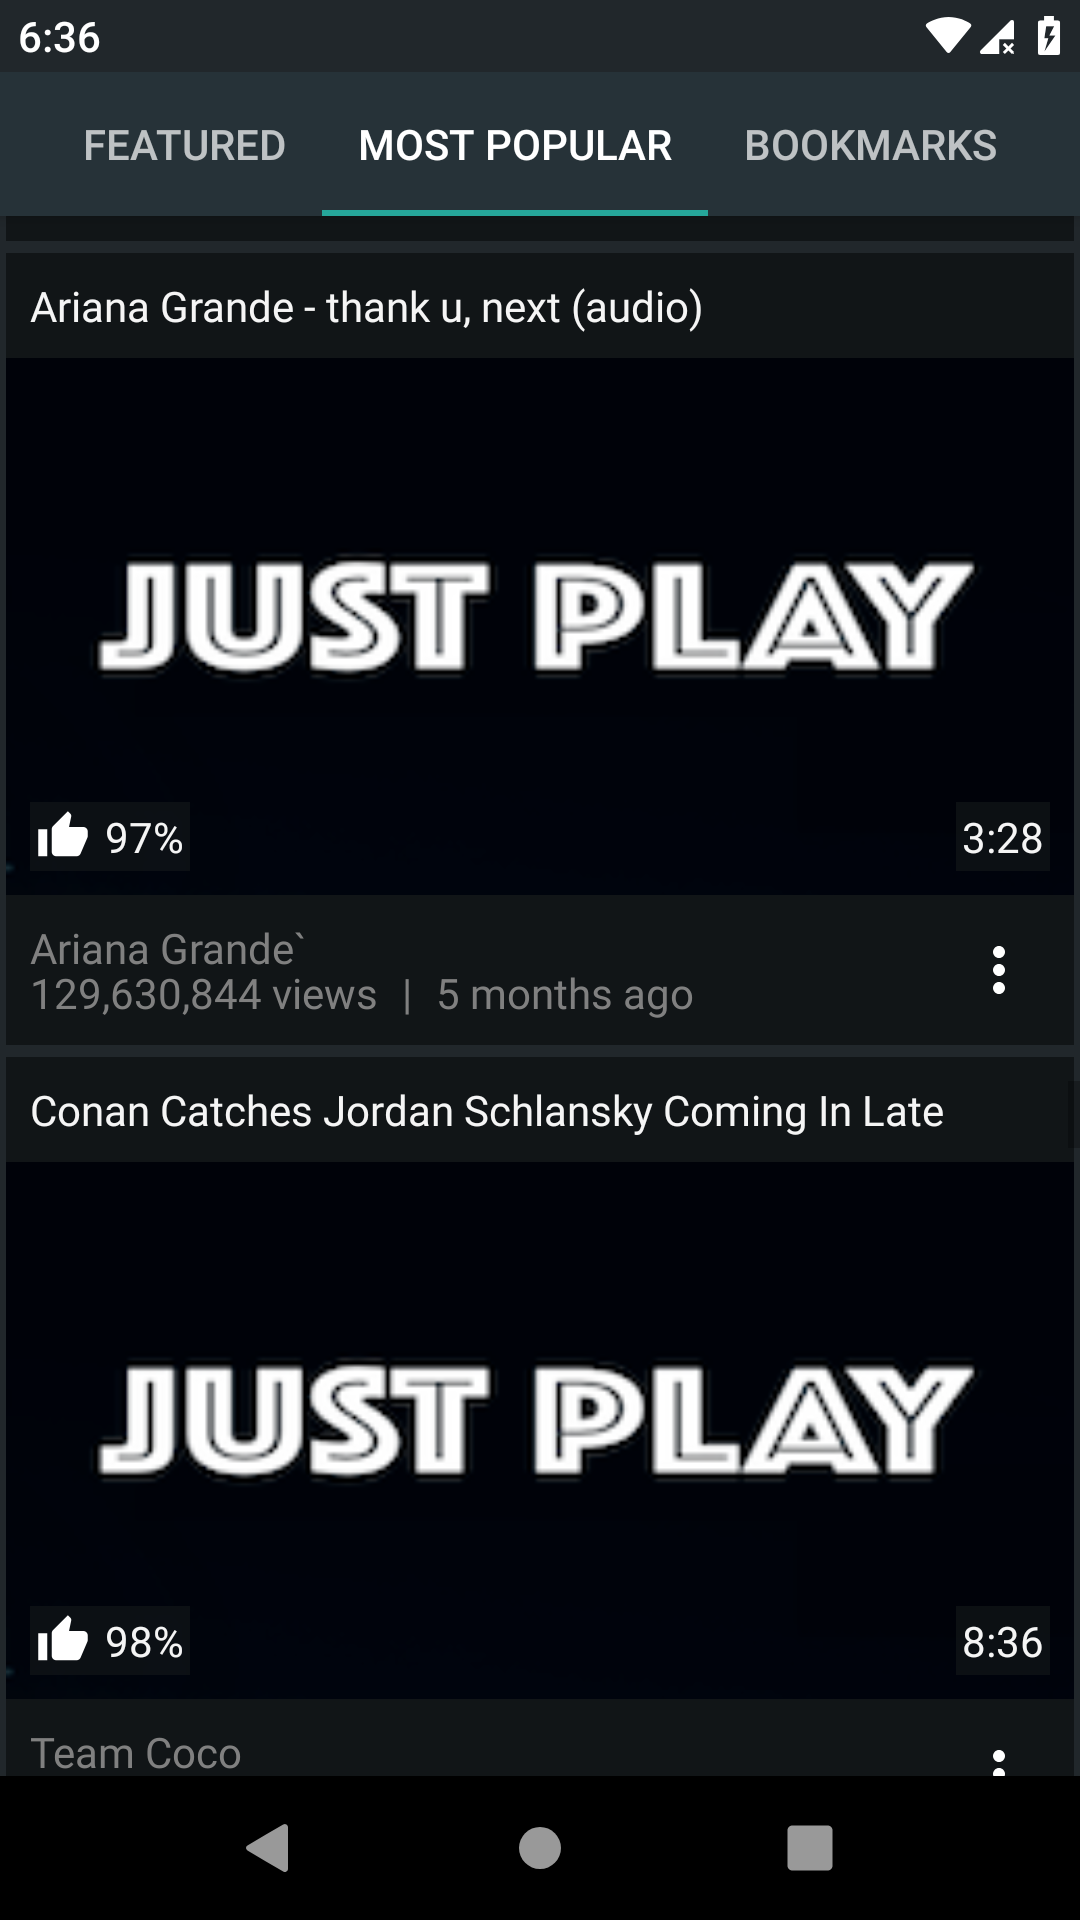 6:36
FEATURED MOST POPULAR BOOKMARKS
Ariana Grande - thank u, next (audio)
JUST PLAY
97% 3:28
Ariana Grande`
129,630,844 views | 5 months ago
Conan Catches Jordan Schlansky Coming In Late
JUST PLAY
98% 8:36
Team Coco